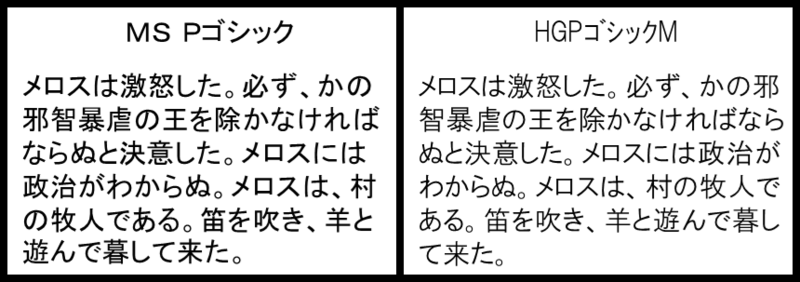 ＭＳ Ｐゴシック
メロスは激怒した。必ず、かの
邪智暴虐の王を除かなければ
ならぬと決意した。メロスには
政治がわからぬ。メロスは、村
の牧人である。笛を吹き、羊と
遊んで暮して来た。
HGPｺﾞｼｯｸM
メロスは激怒した。必ず、かの邪
智暴虐の王を除かなければなら
ぬと決意した。メロスには政治が
わからぬ。メロスは、村の牧人で
ある。笛を吹き、羊と遊んで暮し
て来た。